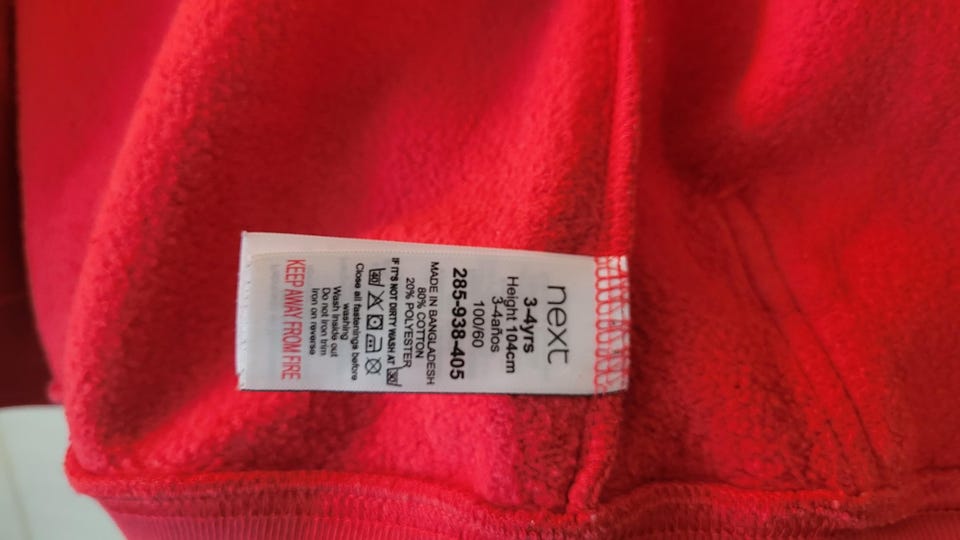 next
3-4yrs
Height 104cm
3-4años
100/60
285-938-405
MADE IN BANGLADESH
80% COTTON
20% POLYESTER
IF IT'S NOT DIRTY WASH AT 30
40
Close all fastenings before
washing
Wash inside out
Do not iron trim
Iron on reverse
KEEP AWAY FROM FIRE